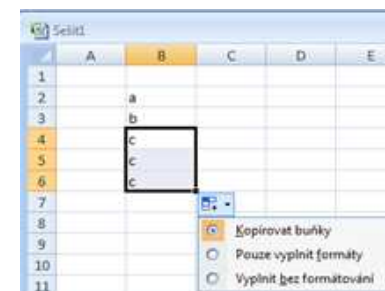 Sešit1
A B C D E
1
2 a
3 b
4 c
5 c
6 c
7
8 Kopírovat buňky
9 Pouze vyplnit formáty
10 Vyplnit bez formátování
11